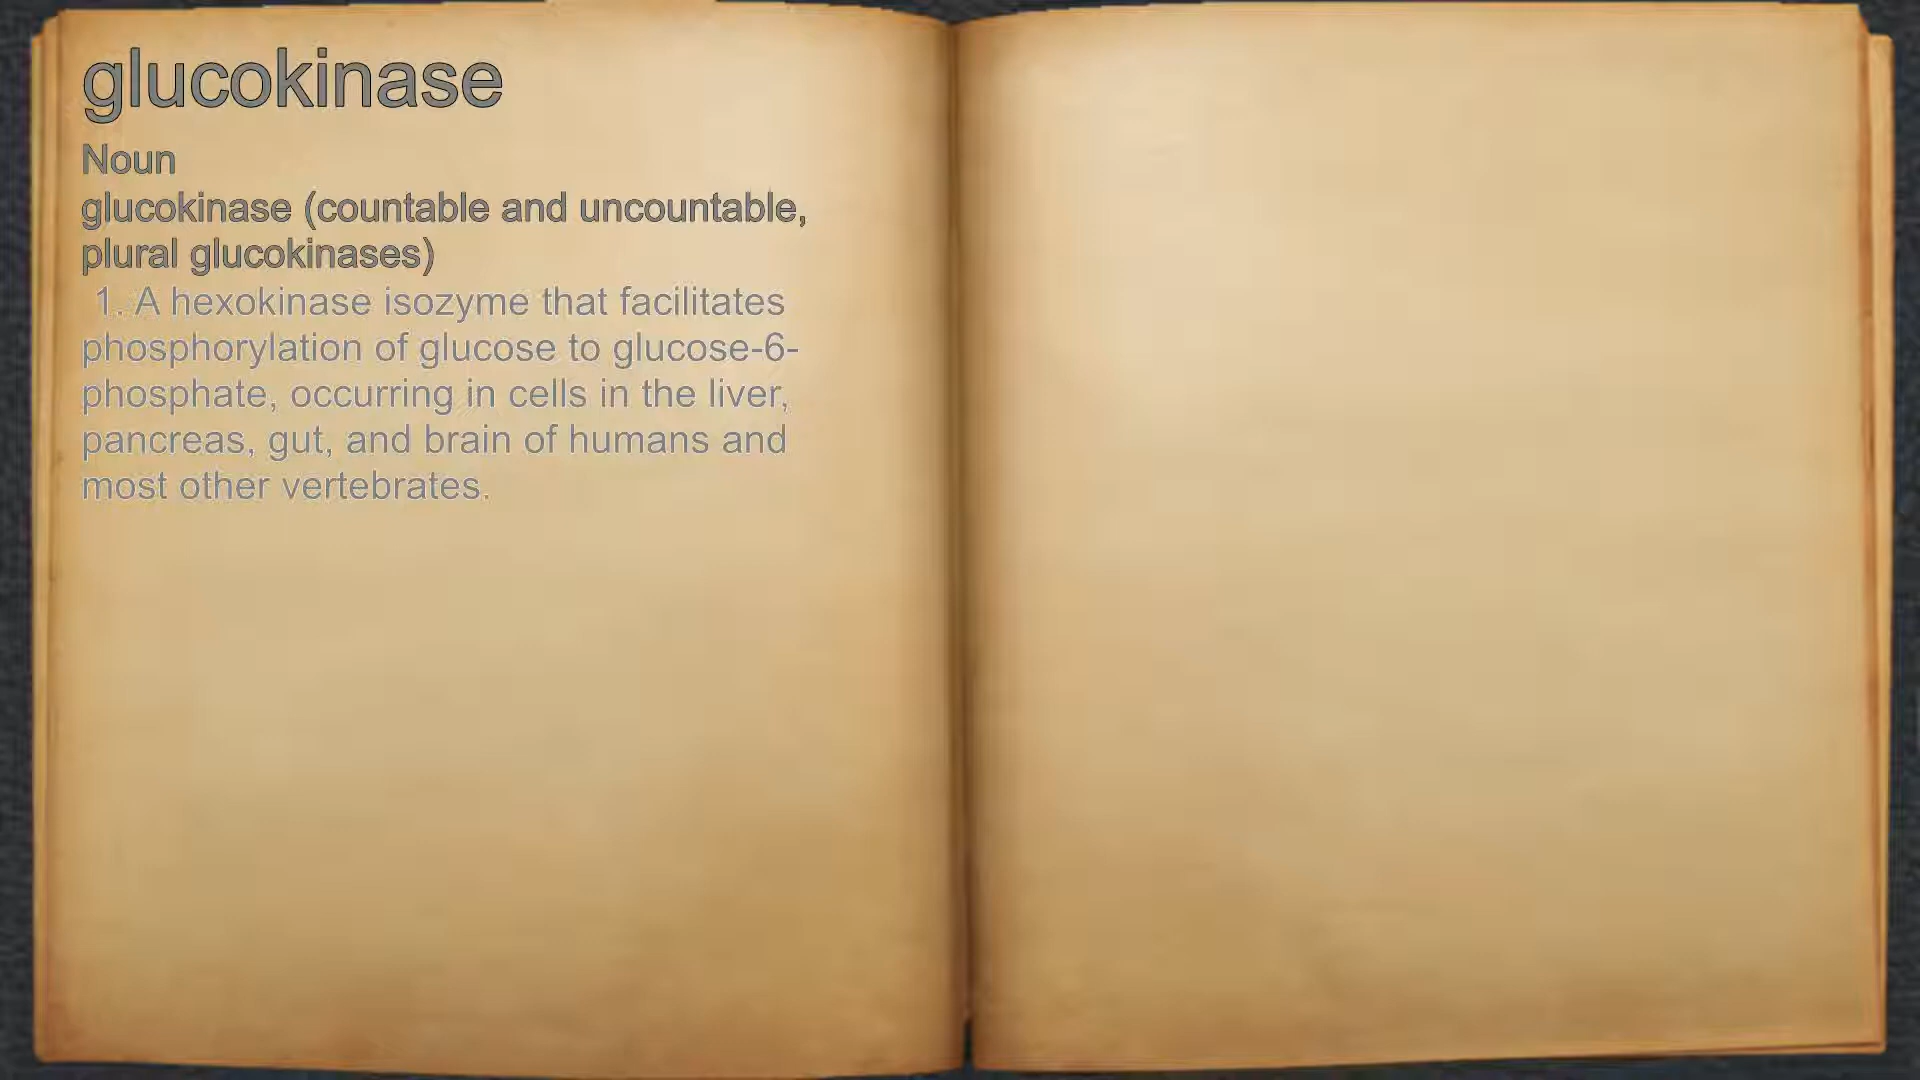 glucokinase
Noun
glucokinase (countable and uncountable,
plural glucokinases)
1. A hexokinase isozyme that facilitates
phosphorylation of glucose to glucose-6-
phosphate, occurring in cells in the liver,
pancreas, gut, and brain of humans and
most other vertebrates.